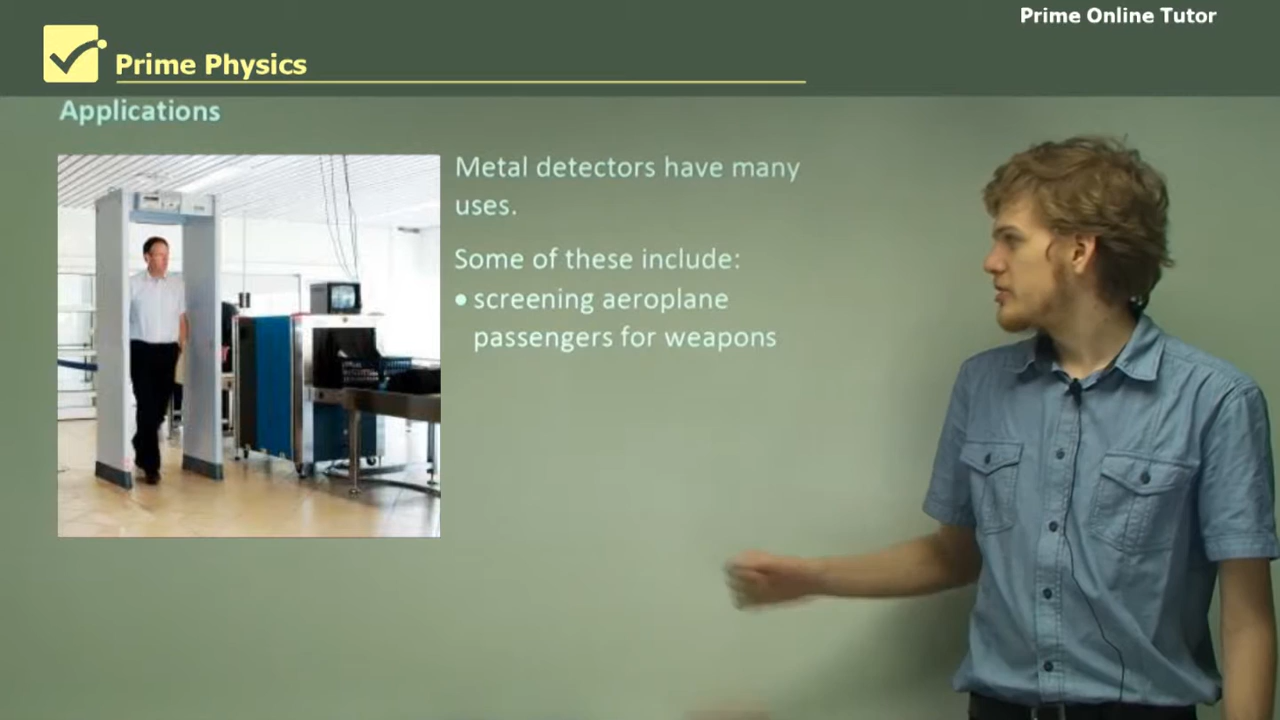 Prime Online Tutor
Prime Physics
Applications
Metal detectors have many
uses.
Some of these include:
• screening aeroplane
passengers for weapons